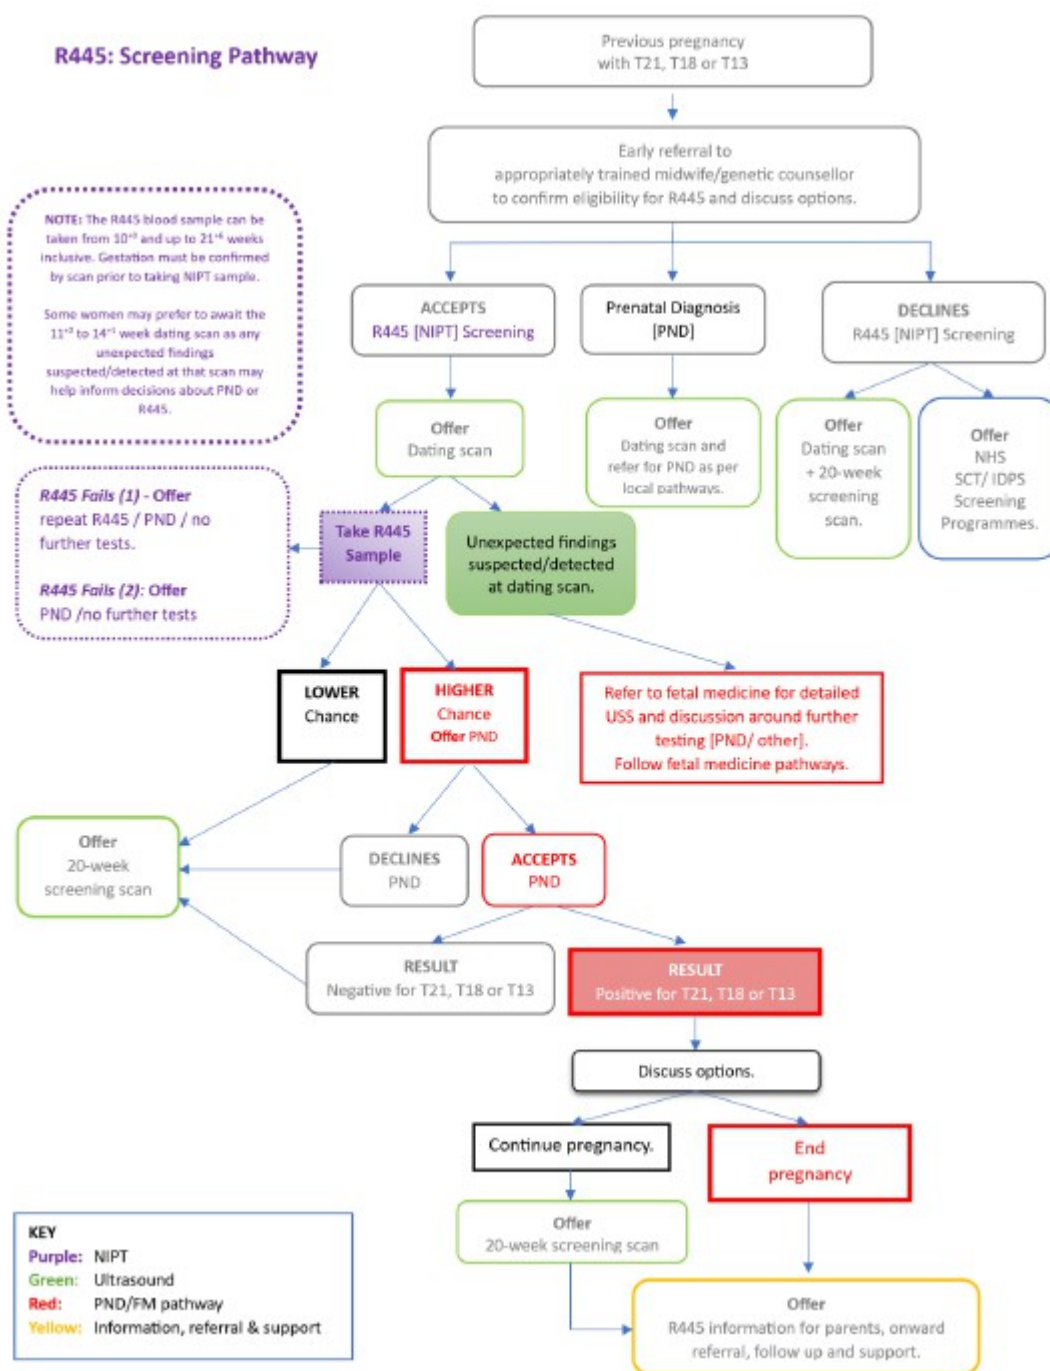 R445: Screening Pathway
Previous pregnancy
with T21, T18 or T13
Early referral to
appropriately trained midwife/genetic counsellor
to confirm eligibility for R445 and discuss options.
NOTE: The R445 blood sample can be
taken from 10⁺⁰ and up to 21⁺⁶ weeks
inclusive. Gestation must be confirmed
by scan prior to taking NIPT sample.
Some women may prefer to await the
11⁺² to 14⁺¹ week dating scan as any
unexpected findings
suspected/detected at that scan may
help inform decisions about PND or
R445.
ACCEPTS
R445 [NIPT] Screening
Prenatal Diagnosis
[PND]
DECLINES
R445 [NIPT] Screening
Offer
Dating scan
Offer
Dating scan and
refer for PND as per
local pathways.
Offer
Dating scan
+ 20-week
screening
scan.
Offer
NHS
SCT/ IDPS
Screening
Programmes.
R445 Fails (1) - Offer
repeat R445 / PND / no
further tests.
R445 Fails (2): Offer
PND /no further tests
Take R445
Sample
Unexpected findings
suspected/detected
at dating scan.
LOWER
Chance
HIGHER
Chance
Offer PND
Refer to fetal medicine for detailed
USS and discussion around further
testing [PND/ other].
Follow fetal medicine pathways.
Offer
20-week
screening scan
DECLINES
PND
ACCEPTS
PND
RESULT
Negative for T21, T18 or T13
RESULT
Positive for T21, T18 or T13
Discuss options.
Continue pregnancy.
End
pregnancy
Offer
20-week screening scan
Offer
R445 information for parents, onward
referral, follow up and support.
KEY
Purple: NIPT
Green: Ultrasound
Red: PND/FM pathway
Yellow: Information, referral & support